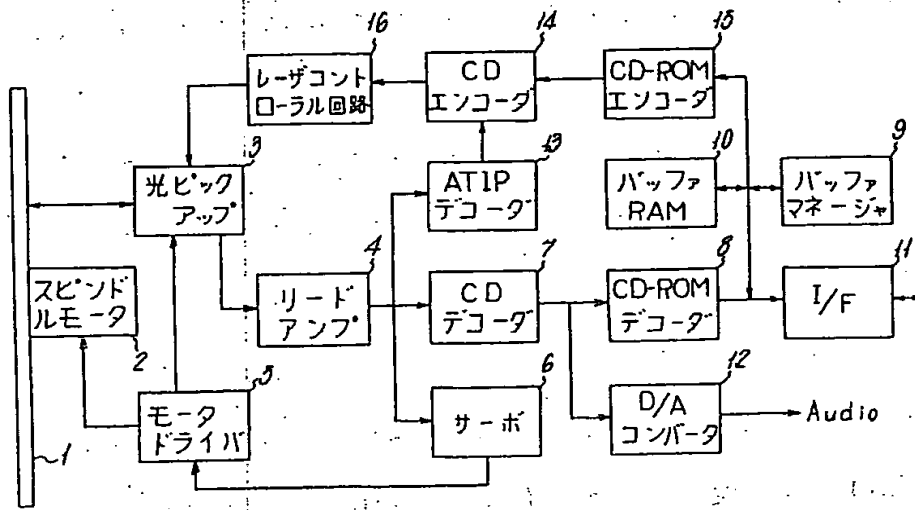 16
レーザコント
ローラル回路
14
CD
エンコーダ
15
CD-ROM
エンコーダ
3
光ピック
アップ
13
ATIP
デコーダ
10
バッファ
RAM
9
バッファ
マネージャ
4
リード
アンプ
7
CD
デコーダ
8
CD-ROM
デコーダ
11
I/F
スピンド
ルモータ
2
5
モータ
ドライバ
6
サーボ
12
D/A
コンバータ
Audio
1